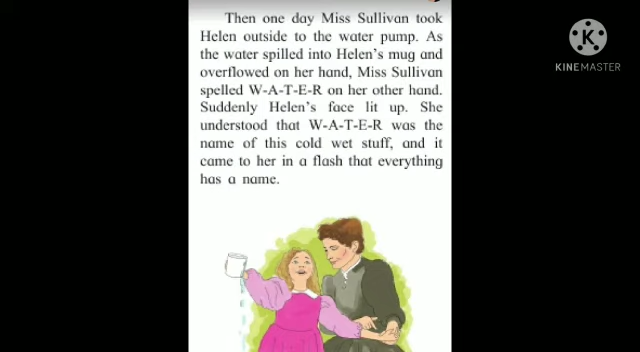 Then one day Miss Sullivan took
Helen outside to the water pump. As
the water spilled into Helen's mug and
overflowed on her hand, Miss Sullivan
spelled W-A-T-E-R on her other hand.
Suddenly Helen's face lit up. She
understood that W-A-T-E-R was the
name of this cold wet stuff, and it
came to her in a flash that everything
has a name.
K
KINEMASTER